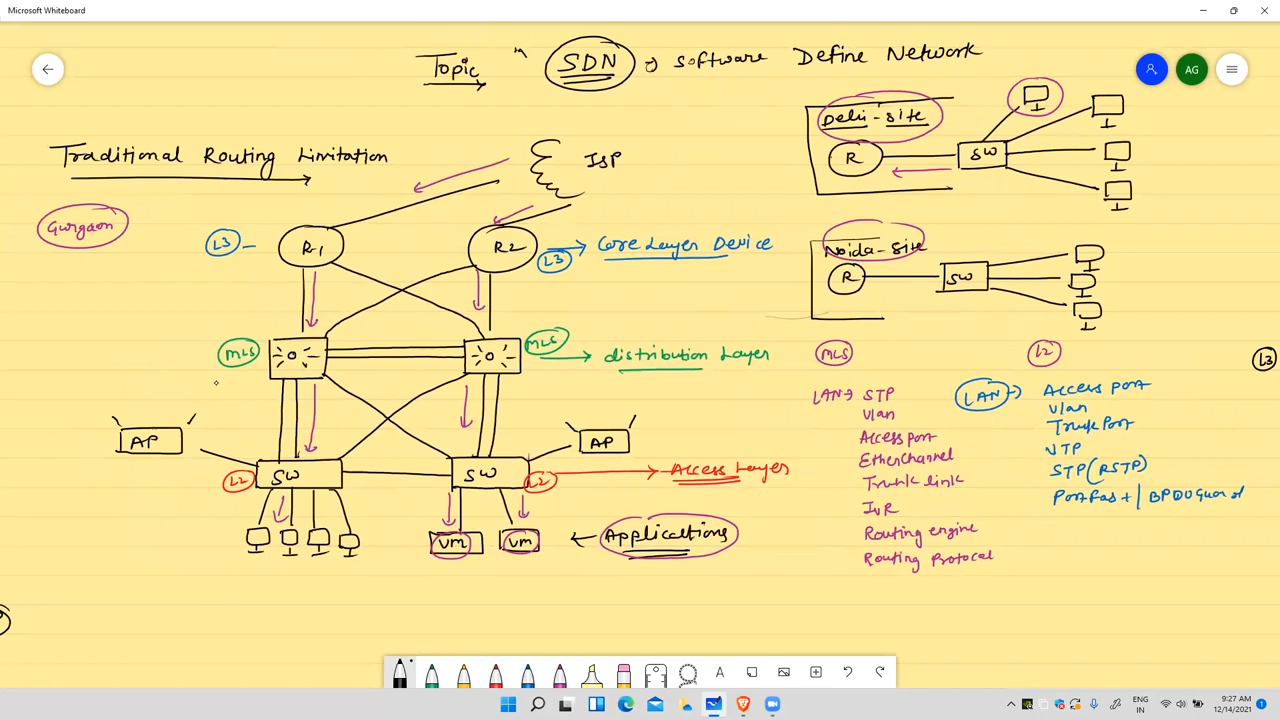 Microsoft Whiteboard
Topic
SDN
Software Define Network
AG
Delhi-Site
R
SW
Traditional Routing Limitation
ISP
Gurgaon
L3
R1
R2
L3
Core Layer Device
Noida-Site
R
SW
MLS
MLS
distribution Layer
MLS
L2
L3
LAN
STP
Vlan
Access port
EtherChannel
Trunk link
IVR
Routing engine
Routing Protocol
LAN
Access port
Vlan
Trunk Port
VTP
STP (RSTP)
Portfast | BPDU Guard
AP
AP
L2
SW
SW
L2
Access Layer
VM
VM
Applications
ENG
IN
9:27 AM
12/14/2021